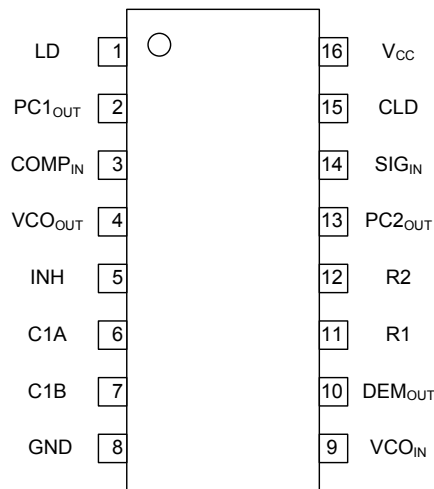 LD 1 16 VCC
PC1OUT 2 15 CLD
COMPIN 3 14 SIGIN
VCOOUT 4 13 PC2OUT
INH 5 12 R2
C1A 6 11 R1
C1B 7 10 DEMOUT
GND 8 9 VCOIN